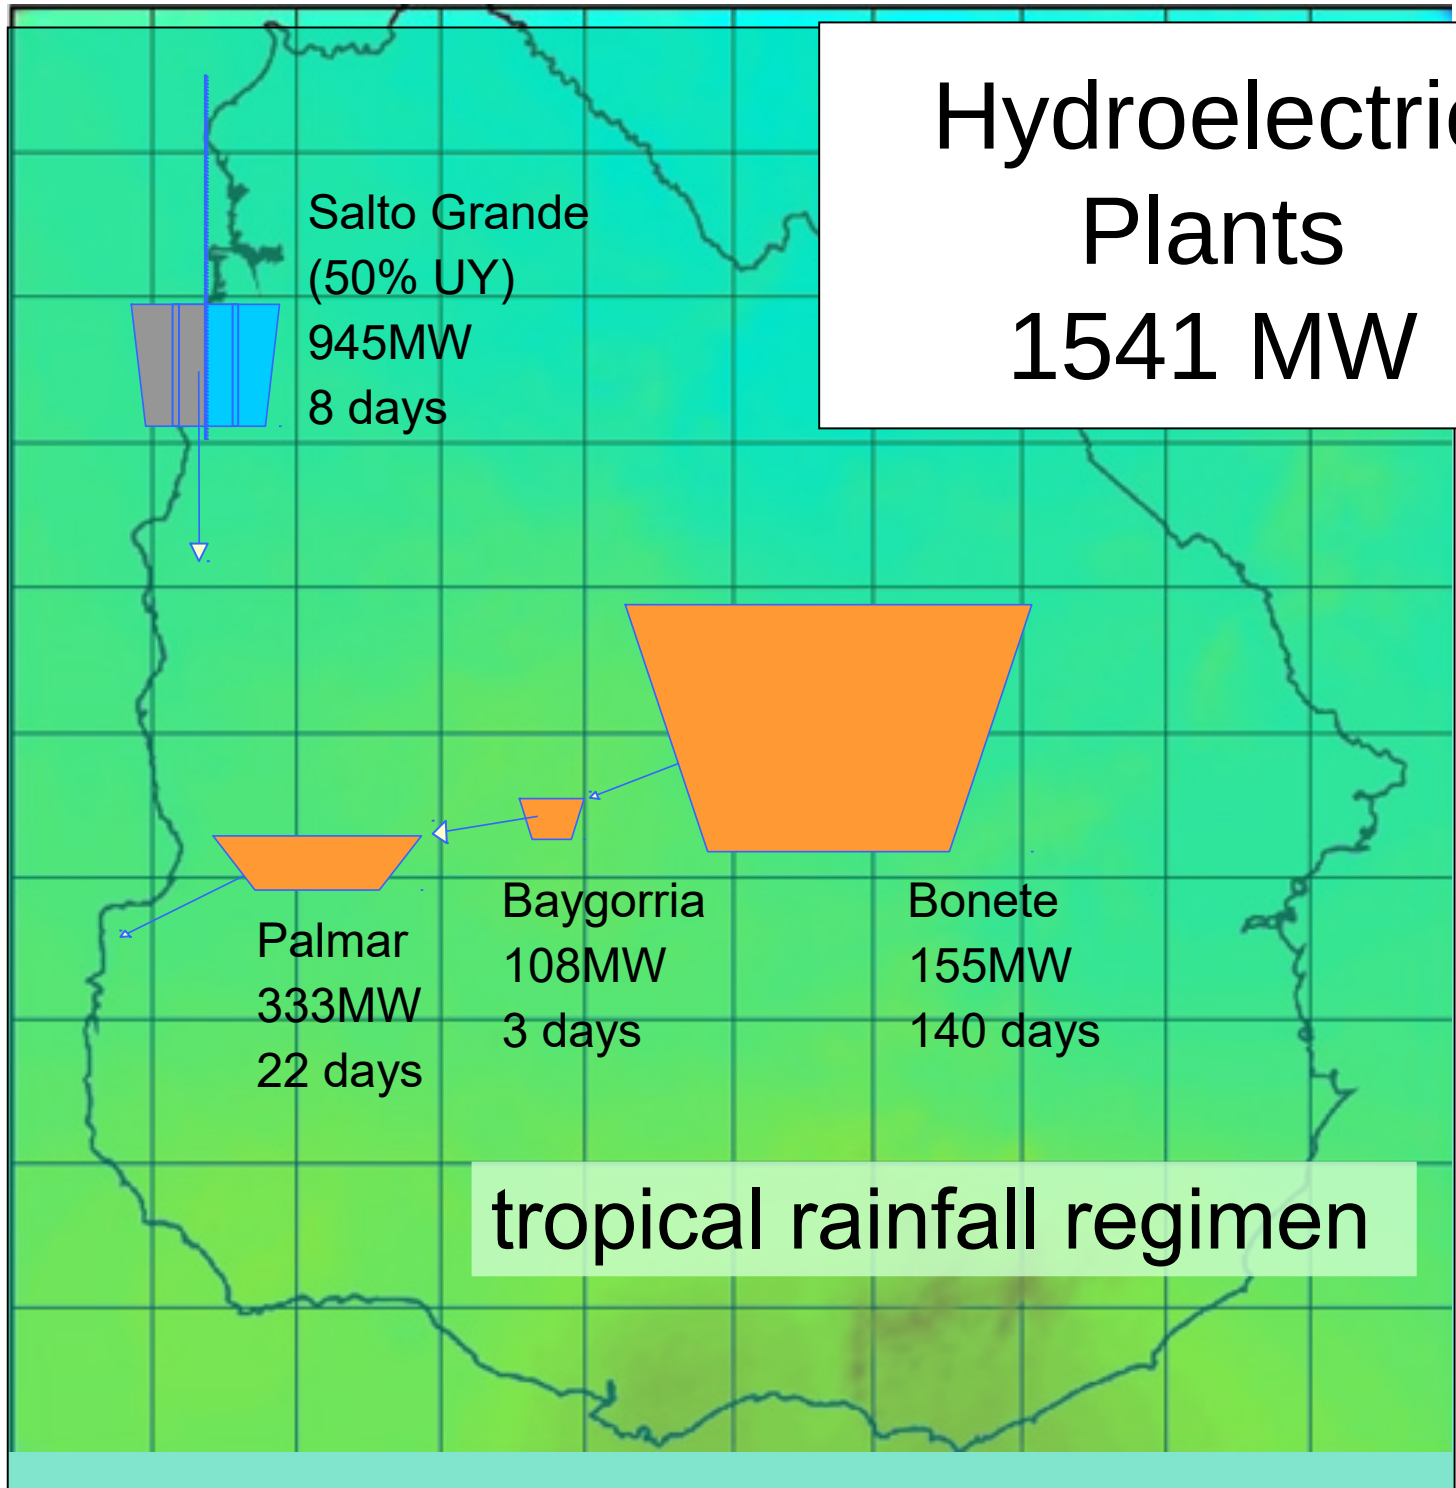 Hydroelectric
Plants
1541 MW
Salto Grande
(50% UY)
945MW
8 days
Palmar
333MW
22 days
Baygorria
108MW
3 days
Bonete
155MW
140 days
tropical rainfall regimen